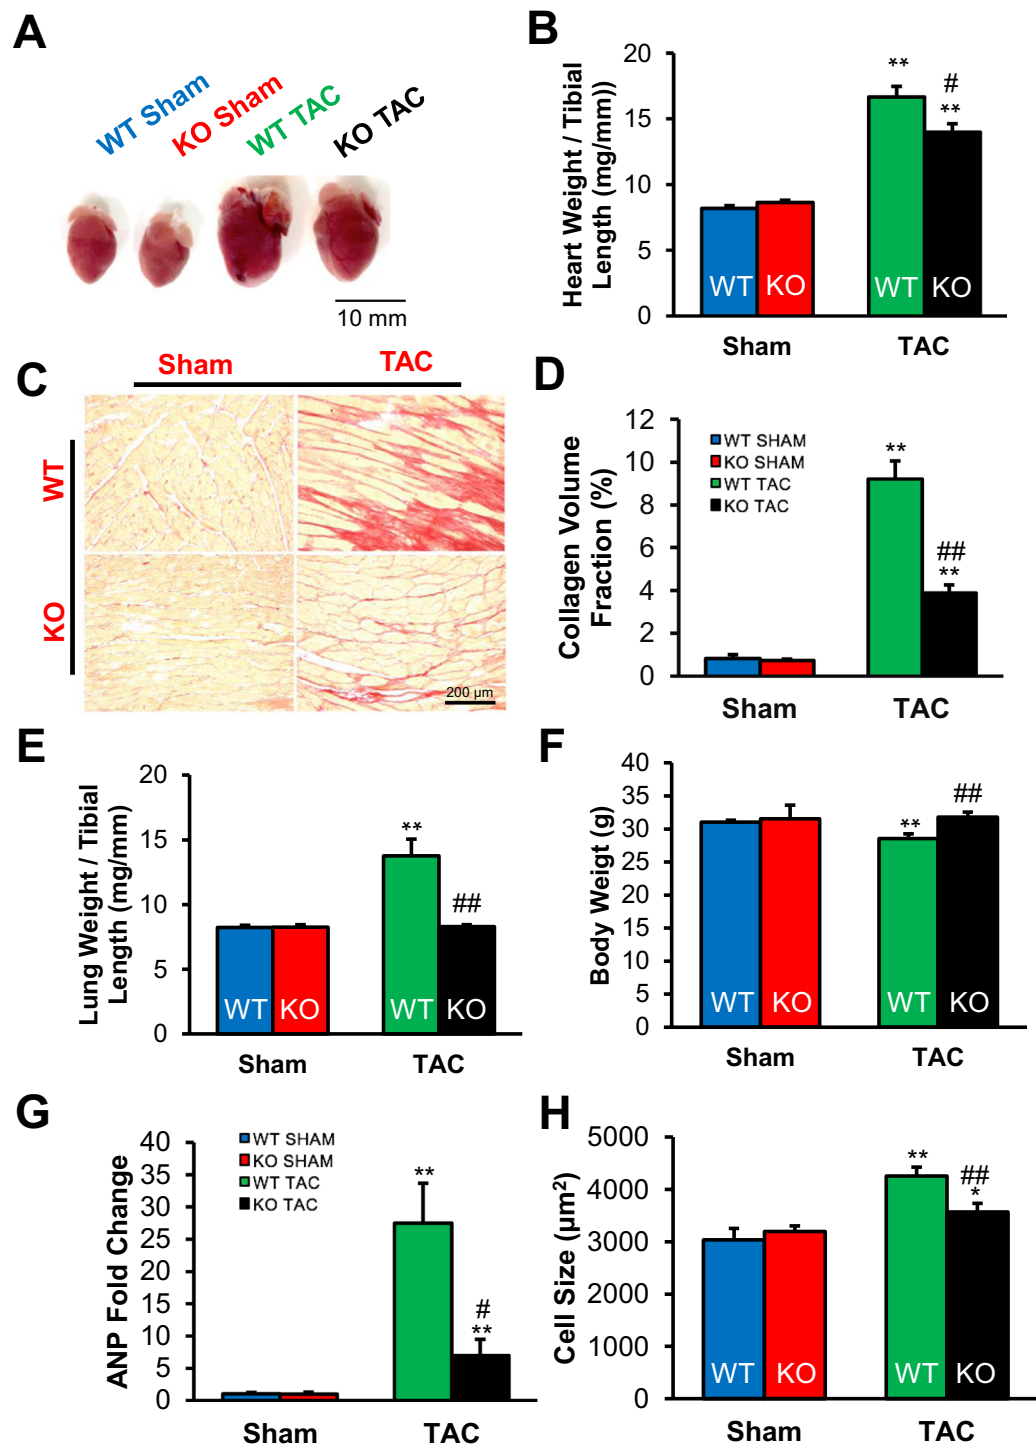 A
WT Sham
KO Sham
WT TAC
KO TAC
10 mm
B
Heart Weight / Tibial
Length (mg/mm))
20
15
10
5
0
**
#
**
WT
KO
WT
KO
Sham
TAC
C
Sham
TAC
WT
KO
200 µm
D
Collagen Volume
Fraction (%)
12
10
8
6
4
2
0
WT SHAM
KO SHAM
WT TAC
KO TAC
**
##
**
Sham
TAC
E
Lung Weight / Tibial
Length (mg/mm)
20
15
10
5
0
**
##
WT
KO
WT
KO
Sham
TAC
F
Body Weigt (g)
40
35
30
25
20
15
10
5
0
**
##
WT
KO
WT
KO
Sham
TAC
G
ANP Fold Change
40
35
30
25
20
15
10
5
0
WT SHAM
KO SHAM
WT TAC
KO TAC
**
#
**
Sham
TAC
H
Cell Size (µm²)
5000
4000
3000
2000
1000
0
**
##
*
WT
KO
WT
KO
Sham
TAC